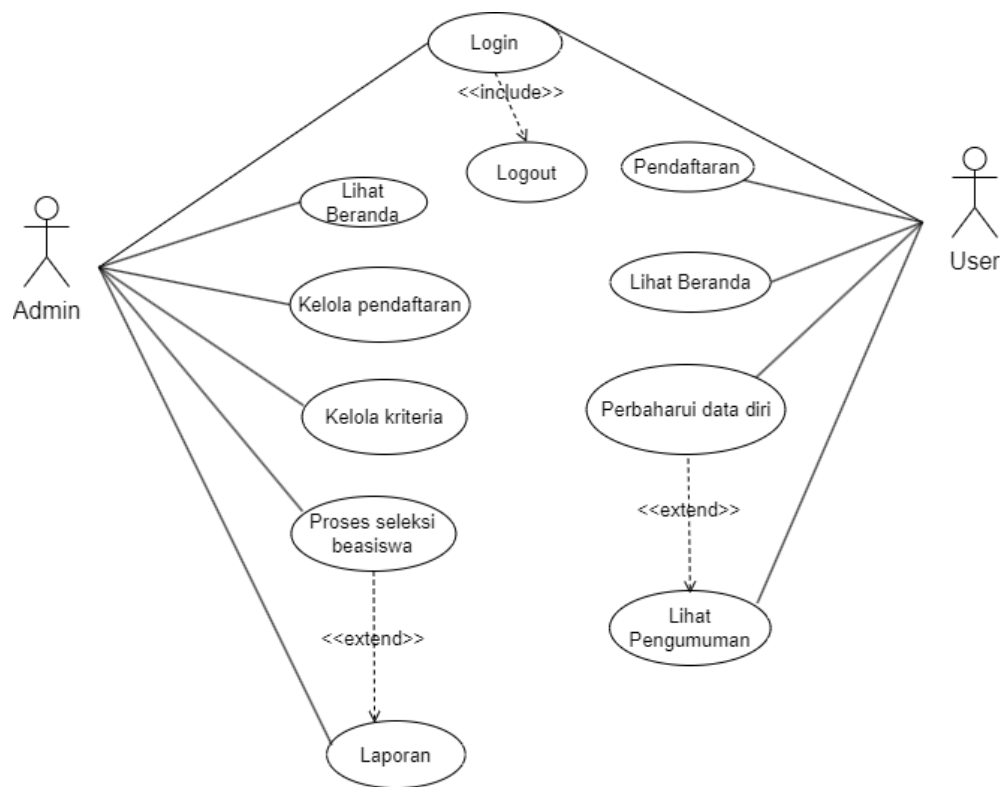 Login
<<include>>
Logout
Pendaftaran
Lihat
Beranda
Admin
User
Kelola pendaftaran
Lihat Beranda
Kelola kriteria
Perbaharui data diri
Proses seleksi
beasiswa
<<extend>>
Lihat
Pengumuman
<<extend>>
Laporan